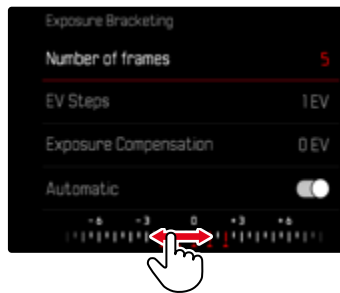 Exposure Bracketing
Number of frames 5
EV Steps 1 EV
Exposure Compensation 0 EV
Automatic
-6 -3 0 +3 +6